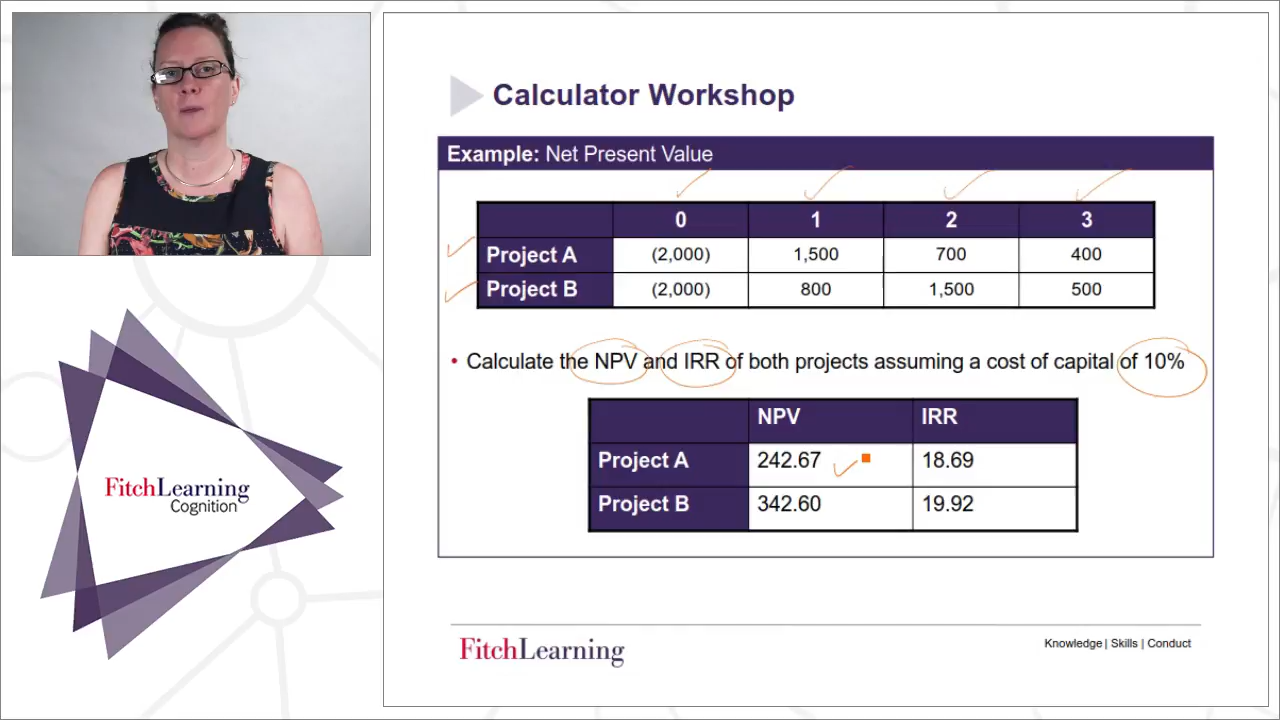 Calculator Workshop
Example: Net Present Value
0 1 2 3
Project A (2,000) 1,500 700 400
Project B (2,000) 800 1,500 500
• Calculate the NPV and IRR of both projects assuming a cost of capital of 10%
NPV IRR
Project A 242.67 18.69
Project B 342.60 19.92
FitchLearning
Cognition
FitchLearning
Knowledge | Skills | Conduct